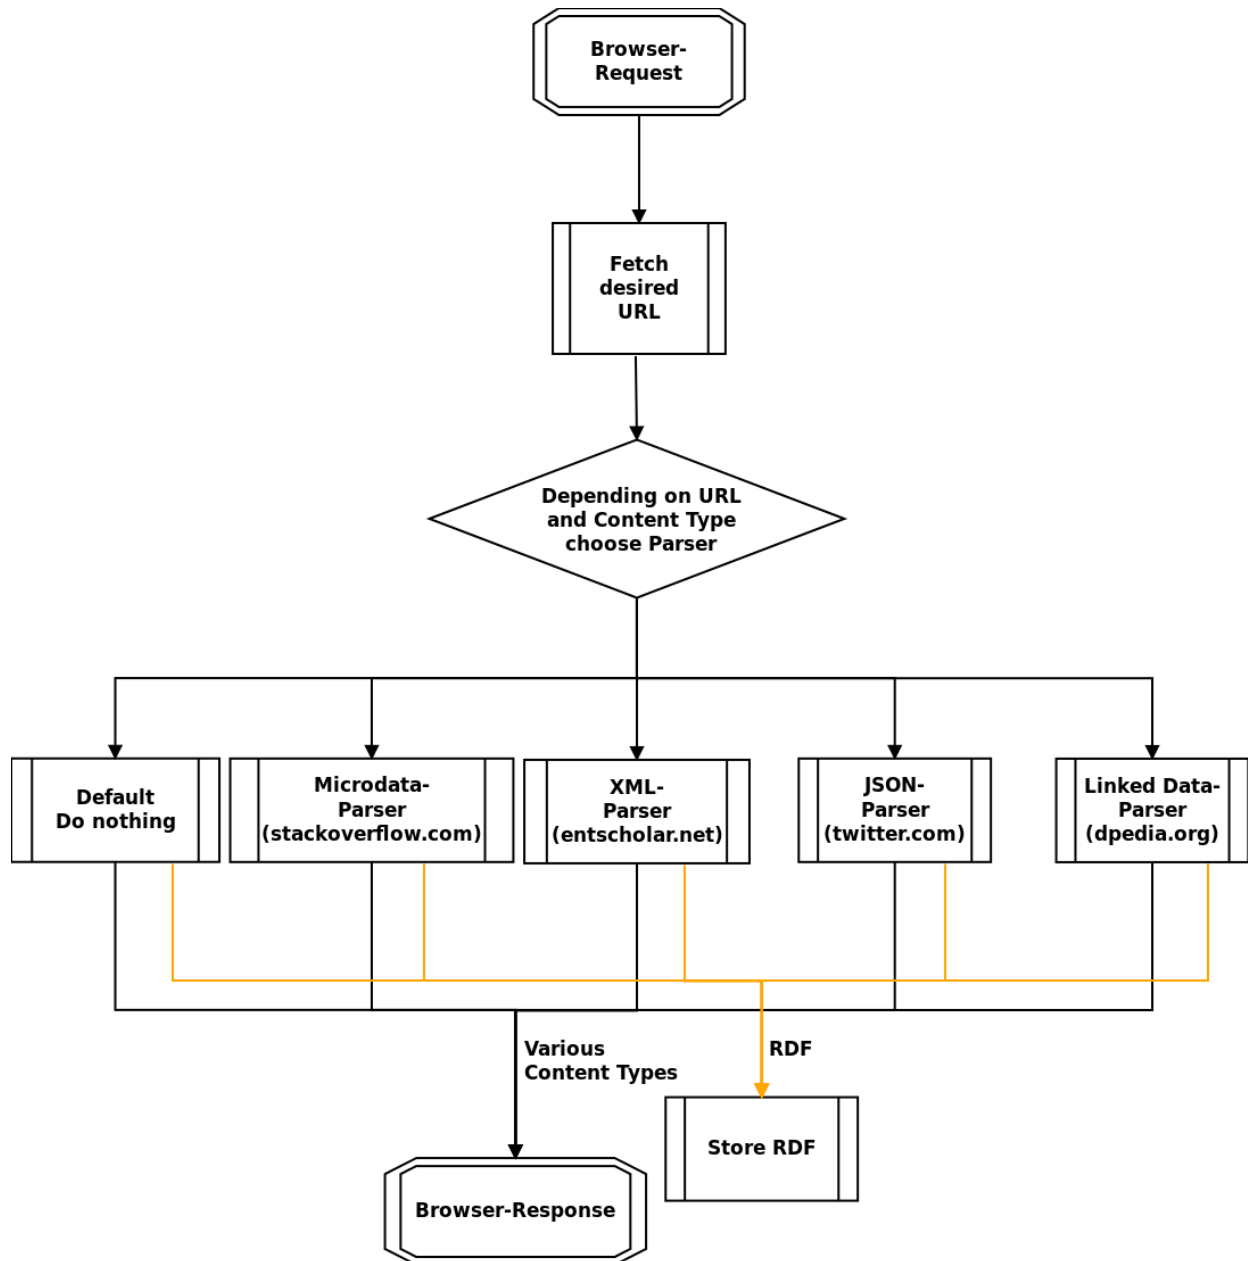 Browser-
Request
Fetch
desired
URL
Depending on URL
and Content Type
choose Parser
Default
Do nothing
Microdata-
Parser
(stackoverflow.com)
XML-
Parser
(entscholar.net)
JSON-
Parser
(twitter.com)
Linked Data-
Parser
(dpedia.org)
Various
Content Types
RDF
Store RDF
Browser-Response